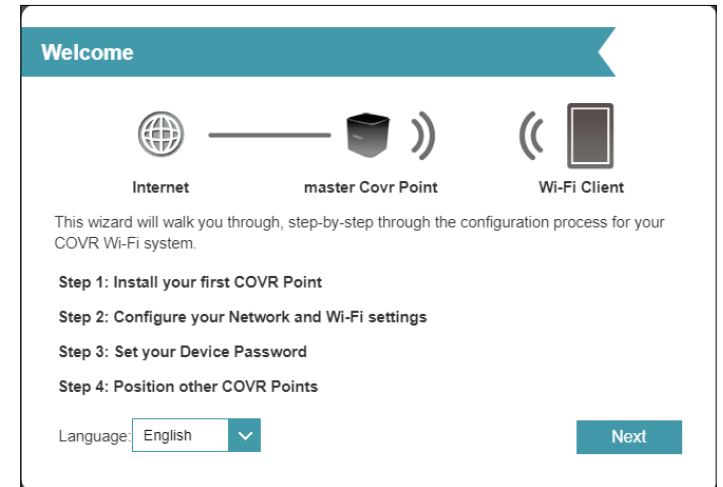 Welcome
Internet
master Covr Point
Wi-Fi Client
This wizard will walk you through, step-by-step through the configuration process for your
COVR Wi-Fi system.
Step 1: Install your first COVR Point
Step 2: Configure your Network and Wi-Fi settings
Step 3: Set your Device Password
Step 4: Position other COVR Points
Language: English
Next